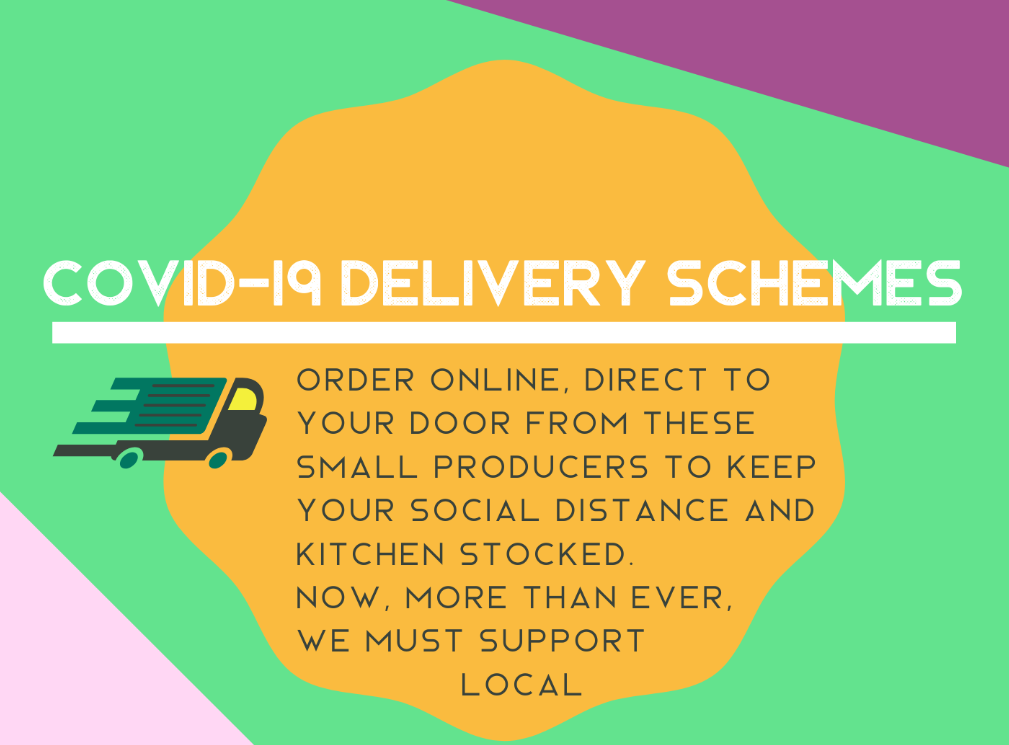 COVID-19 DELIVERY SCHEMES
ORDER ONLINE, DIRECT TO
YOUR DOOR FROM THESE
SMALL PRODUCERS TO KEEP
YOUR SOCIAL DISTANCE AND
KITCHEN STOCKED.
NOW, MORE THAN EVER,
WE MUST SUPPORT
LOCAL